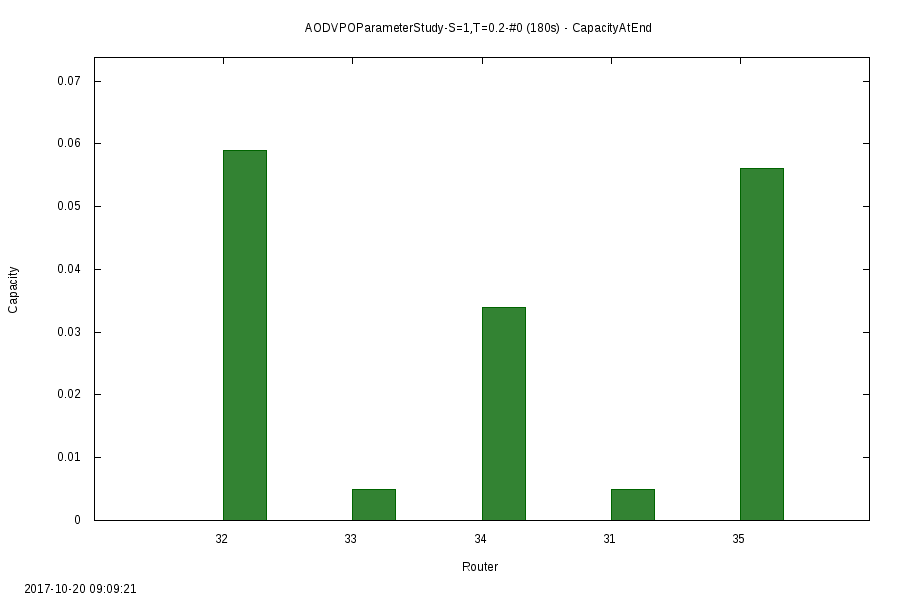 AODVPOParameterStudy-S=1,T=0.2-#0 (180s) - CapacityAtEnd
0.07
0.06
0.05
0.04
0.03
0.02
0.01
0
Capacity
32 33 34 31 35
Router
2017-10-20 09:09:21